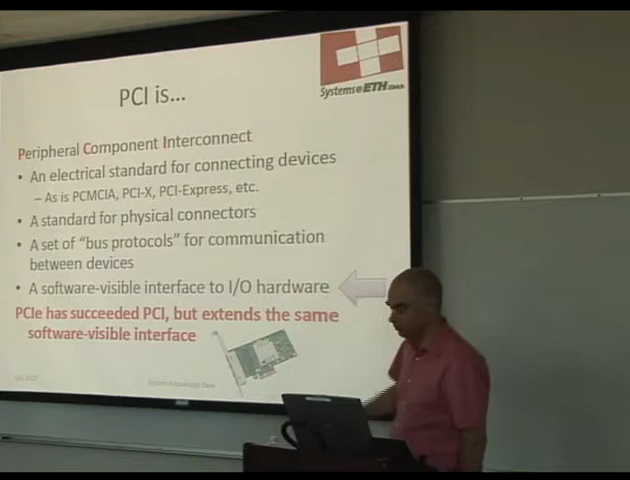 PCI is...
Systems@ETH Zürich
Peripheral Component Interconnect
• An electrical standard for connecting devices
– As is PCMCIA, PCI-X, PCI-Express, etc.
• A standard for physical connectors
• A set of “bus protocols” for communication
between devices
• A software-visible interface to I/O hardware
PCIe has succeeded PCI, but extends the same
software-visible interface